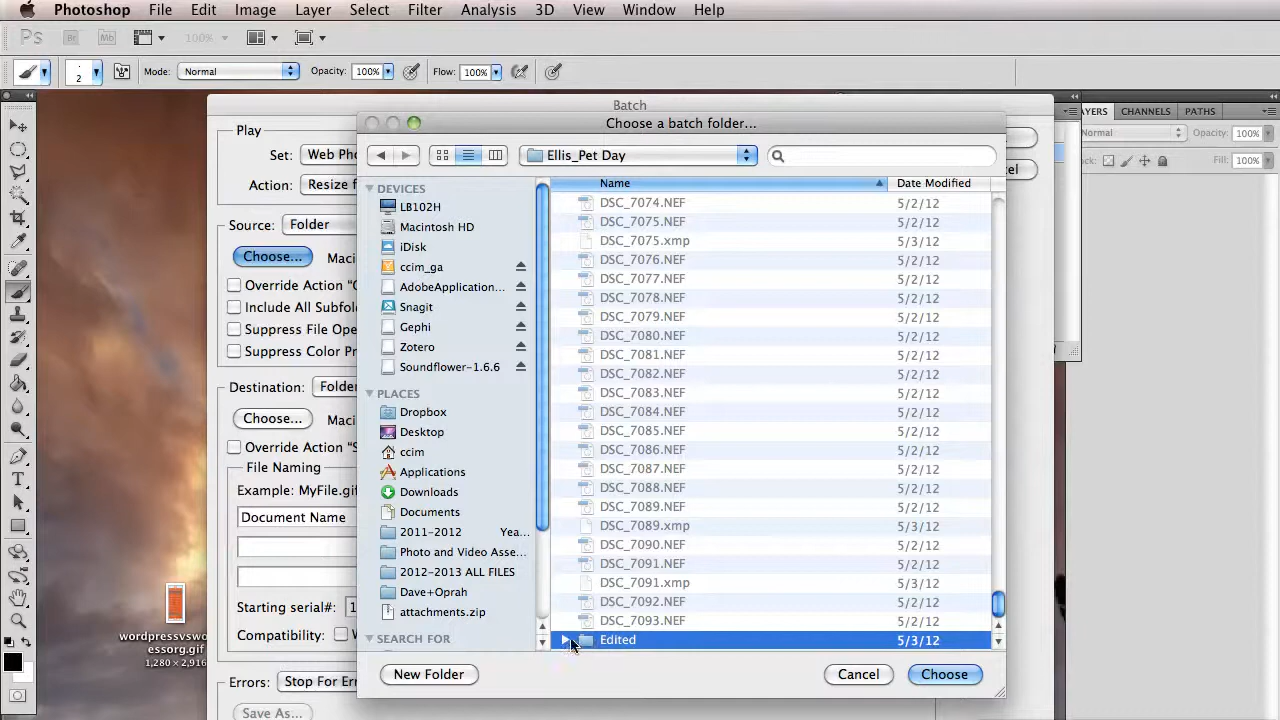 Photoshop File Edit Image Layer Select Filter Analysis 3D View Window Help
Ps Br Mb 100%
2 Mode: Normal Opacity: 100% Flow: 100%
Batch
Choose a batch folder...
LAYERS CHANNELS PATHS
Normal Opacity: 100%
Fill: 100%
Play
Set: Web Pho
Action: Resize f
Source: Folder
Choose... Maci
Override Action "O
Include All Subfold
Suppress File Ope
Suppress Color Pr
Destination: Folder
Choose... Maci
Override Action "S
File Naming
Example: MyFile.gif
Document Name
Starting serial#: 1
Compatibility:
Errors: Stop For Err
Save As...
Ellis_Pet Day
DEVICES
LB102H
Macintosh HD
iDisk
ccim_ga
AdobeApplication...
Snagit
Gephi
Zotero
Soundflower-1.6.6
PLACES
Dropbox
Desktop
ccim
Applications
Downloads
Documents
2011-2012 Yea...
Photo and Video Asse...
2012-2013 ALL FILES
Dave+Oprah
attachments.zip
SEARCH FOR
Name Date Modified
DSC_7074.NEF 5/2/12
DSC_7075.NEF 5/2/12
DSC_7075.xmp 5/3/12
DSC_7076.NEF 5/2/12
DSC_7077.NEF 5/2/12
DSC_7078.NEF 5/2/12
DSC_7079.NEF 5/2/12
DSC_7080.NEF 5/2/12
DSC_7081.NEF 5/2/12
DSC_7082.NEF 5/2/12
DSC_7083.NEF 5/2/12
DSC_7084.NEF 5/2/12
DSC_7085.NEF 5/2/12
DSC_7086.NEF 5/2/12
DSC_7087.NEF 5/2/12
DSC_7088.NEF 5/2/12
DSC_7089.NEF 5/2/12
DSC_7089.xmp 5/3/12
DSC_7090.NEF 5/2/12
DSC_7091.NEF 5/2/12
DSC_7091.xmp 5/3/12
DSC_7092.NEF 5/2/12
DSC_7093.NEF 5/2/12
Edited 5/3/12
New Folder Cancel Choose
wordpressvsw
essorg.gif
1,280 × 2,916